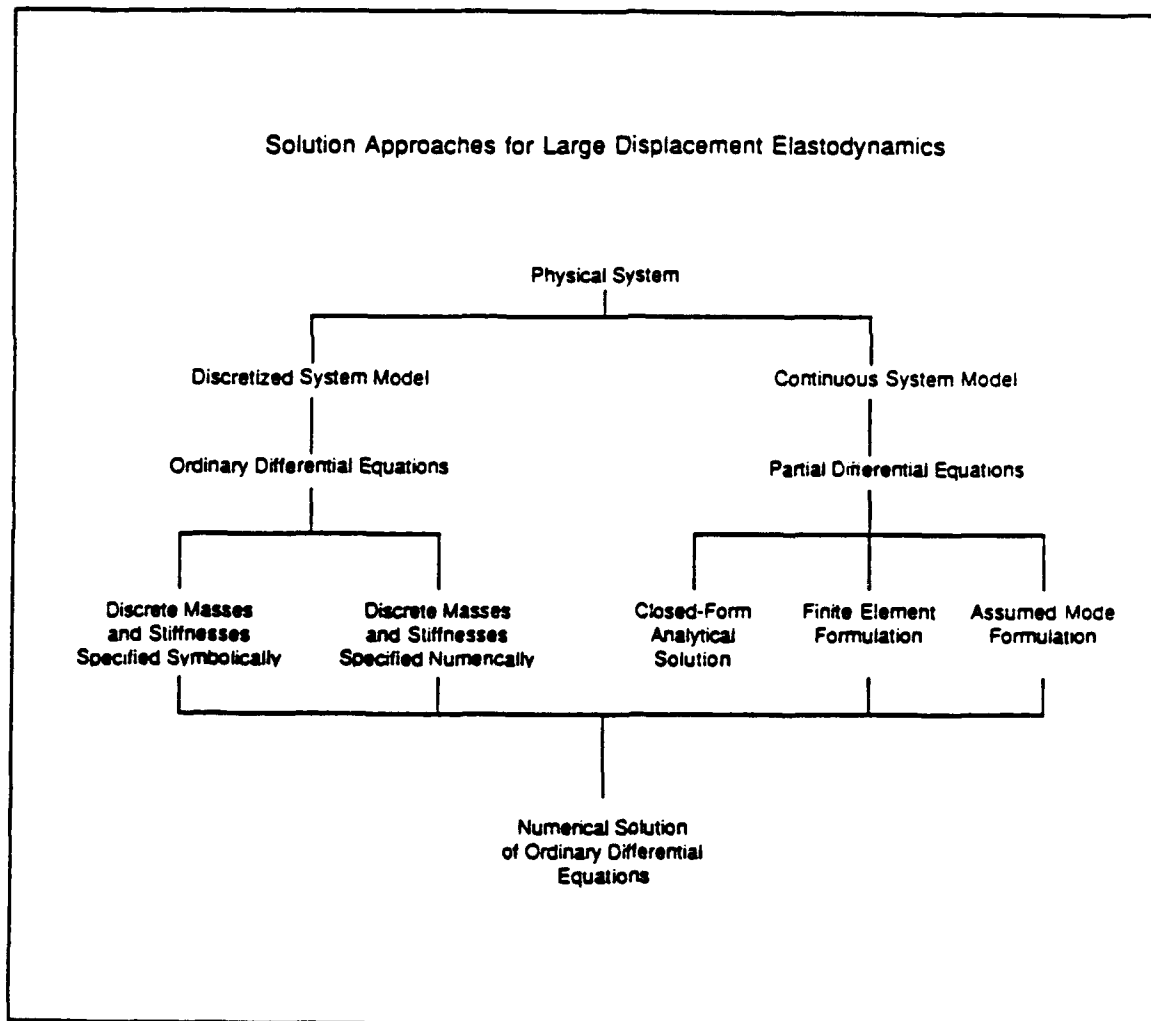 Solution Approaches for Large Displacement Elastodynamics
Physical System
Discretized System Model
Continuous System Model
Ordinary Differential Equations
Partial Differential Equations
Discrete Masses
and Stiffnesses
Specified Symbolically
Discrete Masses
and Stiffnesses
Specified Numerically
Closed-Form
Analytical
Solution
Finite Element
Formulation
Assumed Mode
Formulation
Numerical Solution
of Ordinary Differential
Equations